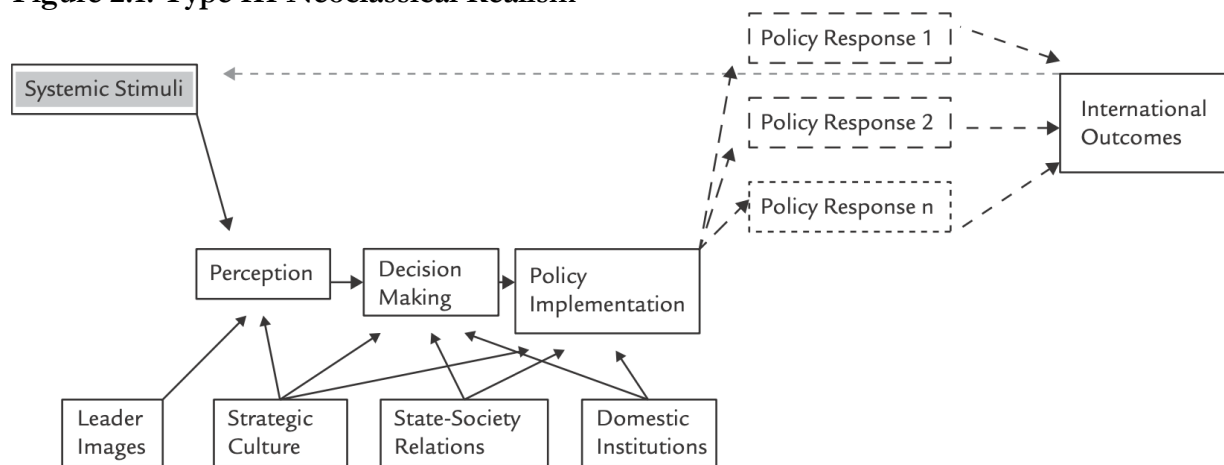 Figure 2.1: Type III Neoclassical Realism
Policy Response 1
Systemic Stimuli
International
Outcomes
Policy Response 2
Policy Response n
Perception
Decision
Making
Policy
Implementation
Leader
Images
Strategic
Culture
State-Society
Relations
Domestic
Institutions